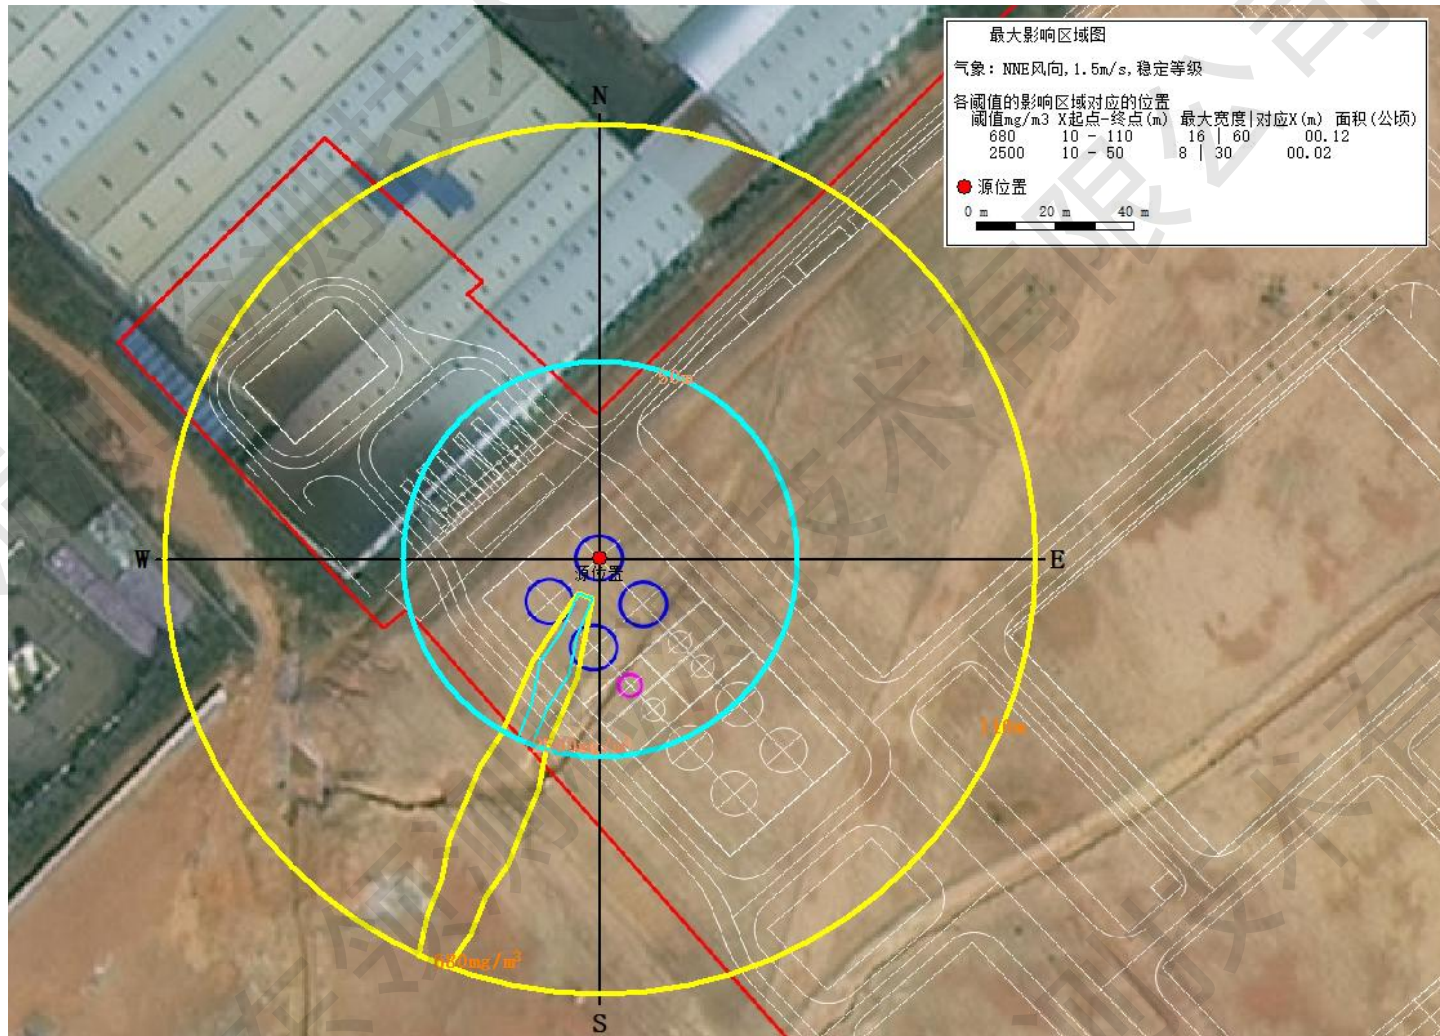 最大影响区域图
气象: NNE风向,1.5m/s,稳定等级
各阈值的影响区域对应的位置
阈值mg/m3 X起点-终点(m) 最大宽度|对应X(m) 面积(公顷)
680 10 - 110 16 | 60 00.12
2500 10 - 50 8 | 30 00.02
源位置
0 m 20 m 40 m
N
50m
W
E
源位置
110m
680mg/m³
S